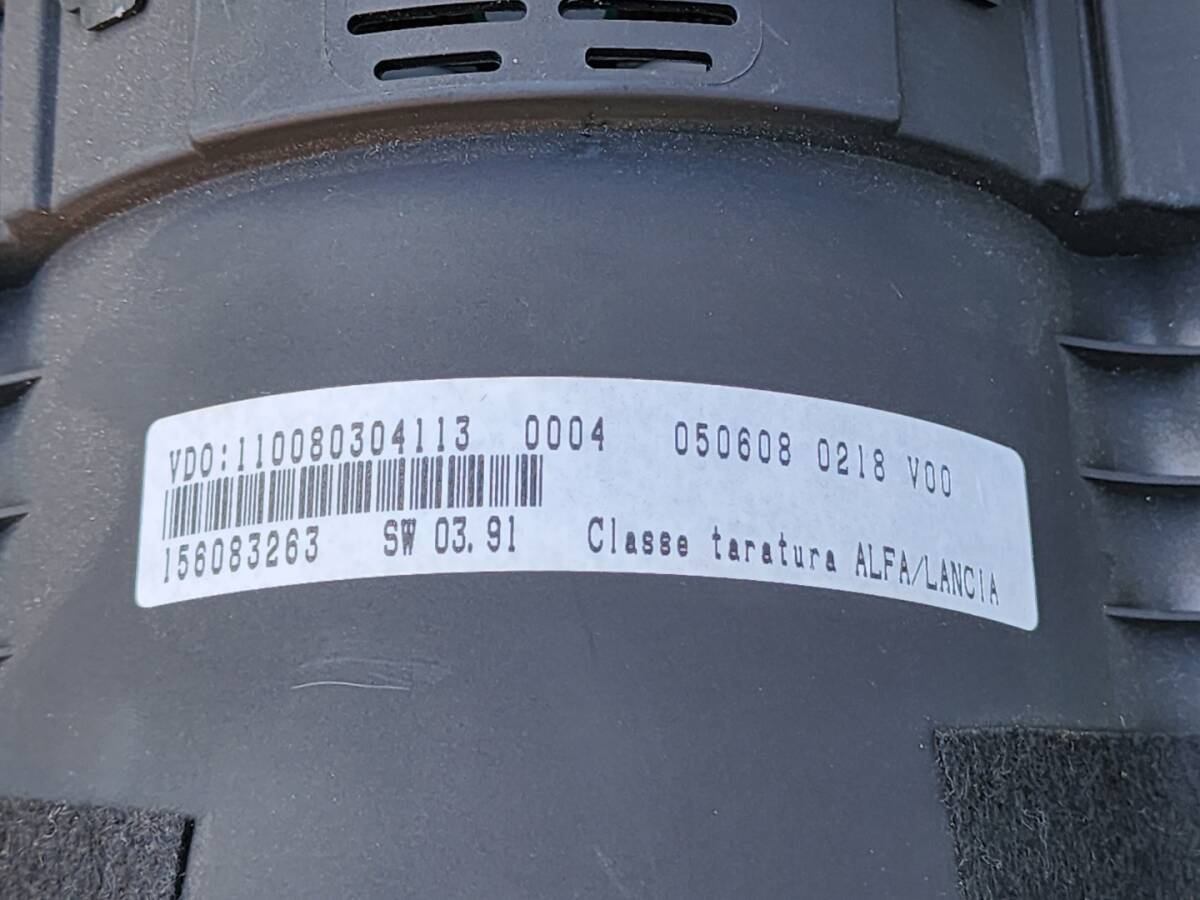 VDO:110080304113 0004 050608 0218 V00
156083263 SW 03.91 Classe taratura ALFA/LANCIA